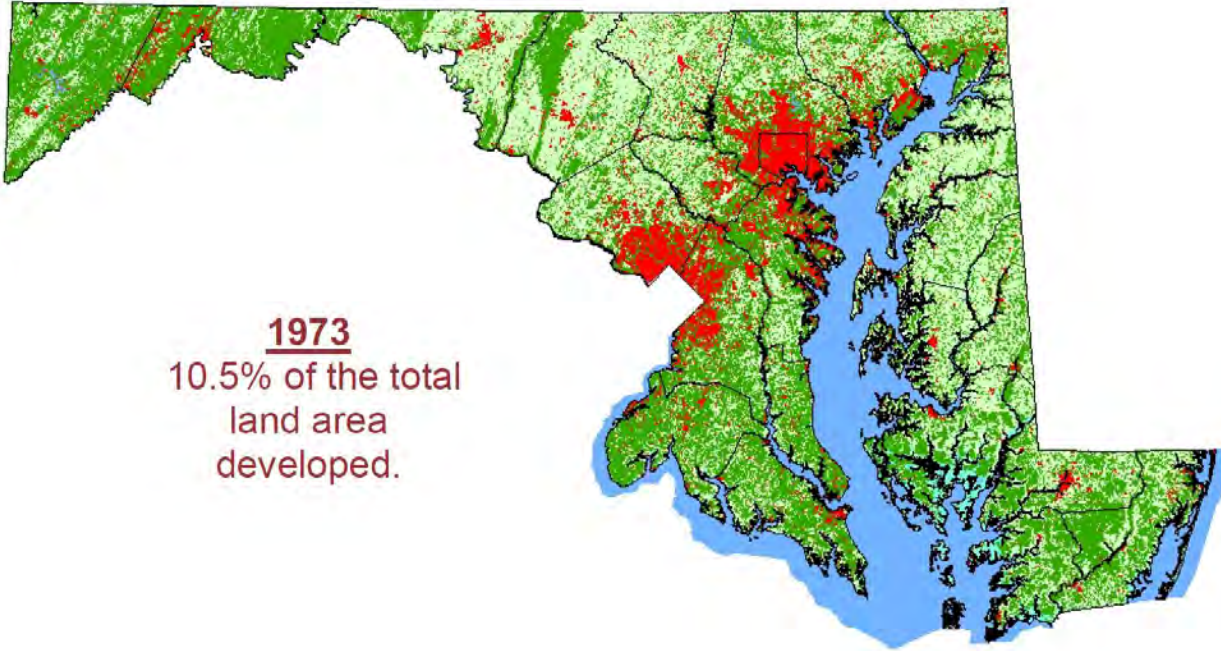 1973
10.5% of the total
land area
developed.